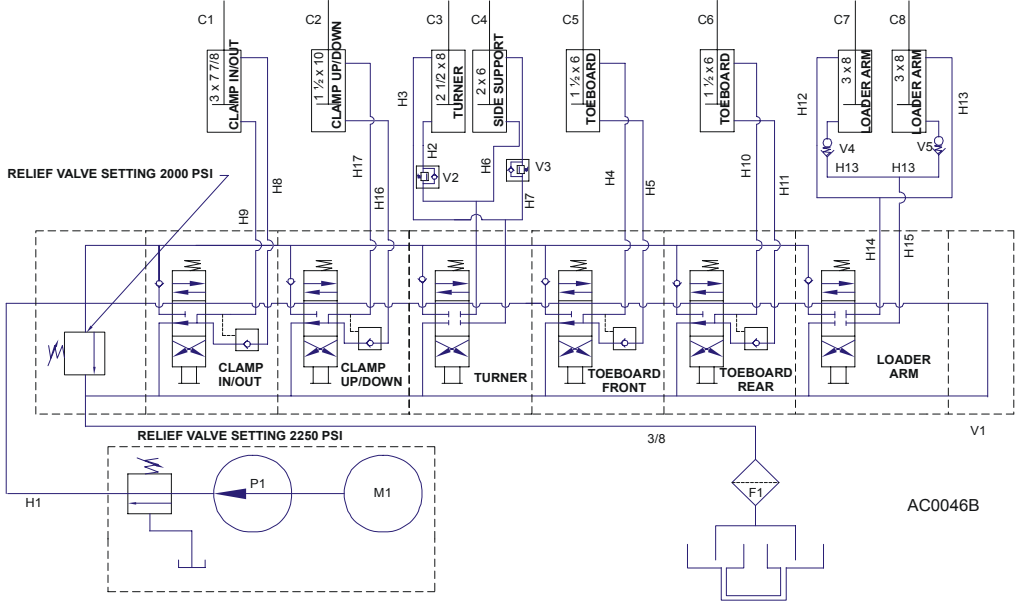 C1
C2
C3
C4
C5
C6
C7
C8
3 x 7 7/8
CLAMP IN/OUT
1 ½ x 10
CLAMP UP/DOWN
2 1/2 x 8
TURNER
2 x 6
SIDE SUPPORT
1 ½ x 6
TOEBOARD
1 ½ x 6
TOEBOARD
3 x 8
LOADER ARM
3 x 8
LOADER ARM
H3
H12
H13
V4
V5
H2
H6
V2
V3
H13
H13
RELIEF VALVE SETTING 2000 PSI
H9
H8
H17
H16
H7
H4
H5
H10
H11
H14
H15
CLAMP
IN/OUT
CLAMP
UP/DOWN
TURNER
TOEBOARD
FRONT
TOEBOARD
REAR
LOADER
ARM
V1
RELIEF VALVE SETTING 2250 PSI
3/8
H1
P1
M1
F1
AC0046B